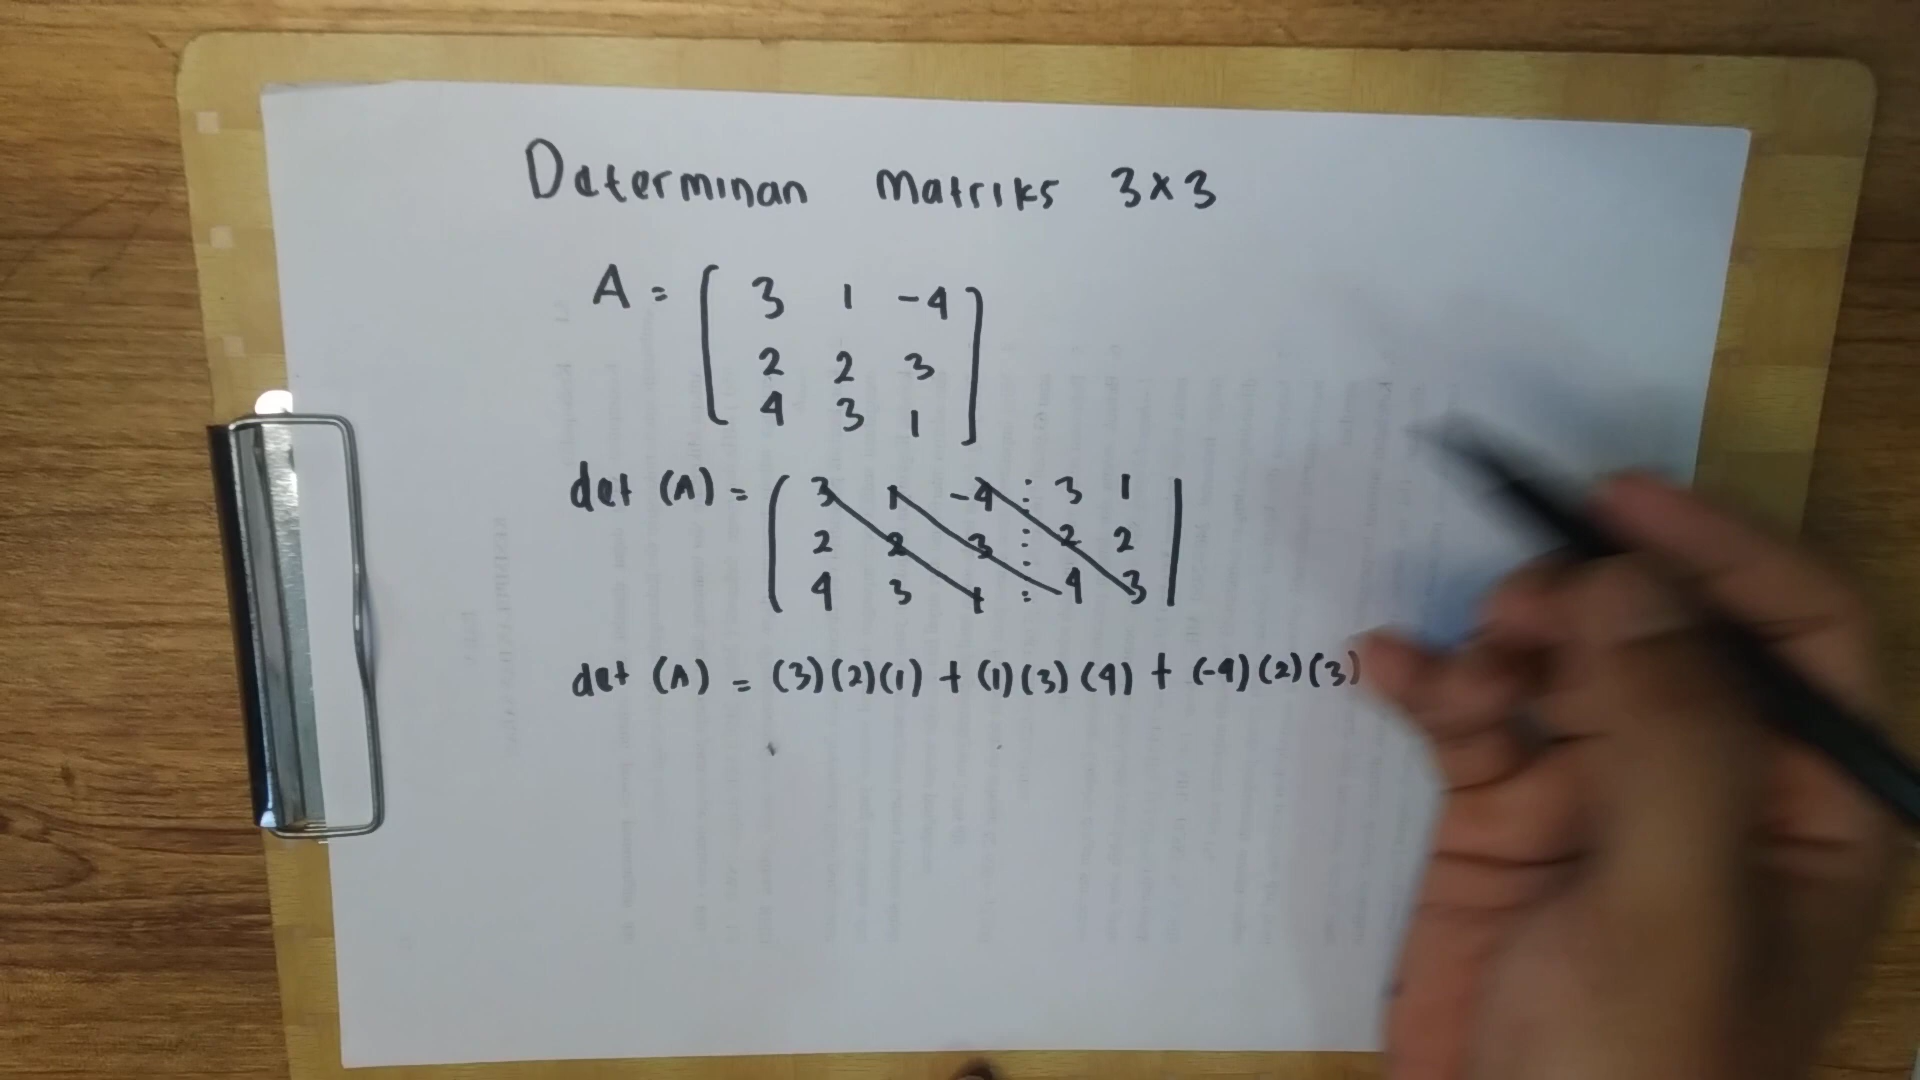 Determinan Matriks 3x3
A = [ 3 1 -4
2 2 3
4 3 1 ]
det (A) = ( 3 1 -4 : 3 1 |
2 2 3 : 2 2
4 3 1 : 4 3
det (A) = (3)(2)(1) + (1)(3)(4) + (-4)(2)(3)